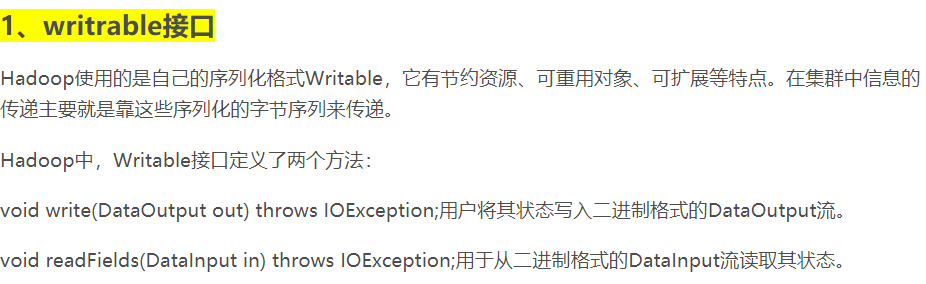 1、writrable接口
Hadoop使用的是自己的序列化格式Writable，它有节约资源、可重用对象、可扩展等特点。在集群中信息的
传递主要就是靠这些序列化的字节序列来传递。
Hadoop中，Writable接口定义了两个方法：
void write(DataOutput out) throws IOException;用户将其状态写入二进制格式的DataOutput流。
void readFields(DataInput in) throws IOException;用于从二进制格式的DataInput流读取其状态。